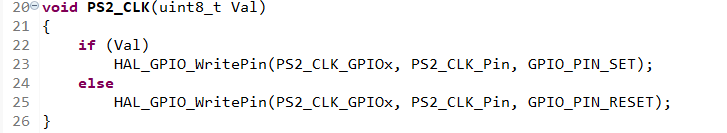 20 void PS2_CLK(uint8_t Val)
21 {
22     if (Val)
23         HAL_GPIO_WritePin(PS2_CLK_GPIOx, PS2_CLK_Pin, GPIO_PIN_SET);
24     else
25         HAL_GPIO_WritePin(PS2_CLK_GPIOx, PS2_CLK_Pin, GPIO_PIN_RESET);
26 }